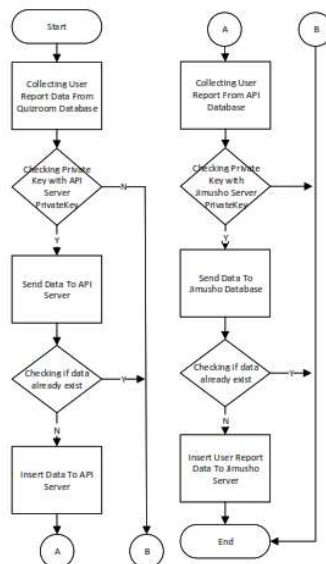 Start
Collecting User
Report Data From
Quizroom Database
Checking Private
Key with API
Server
PrivateKey
N
Y
Send Data To API
Server
Checking if data
already exist
Y
N
Insert Data To API
Server
A
B
A
B
Collecting User
Report From API
Database
Checking Private
Key with
Jimusho Server
PrivateKey
Y
Send Data To
Jimusho Database
Checking if data
already exist
Y
N
Insert User Report
Data To Jimusho
Server
End